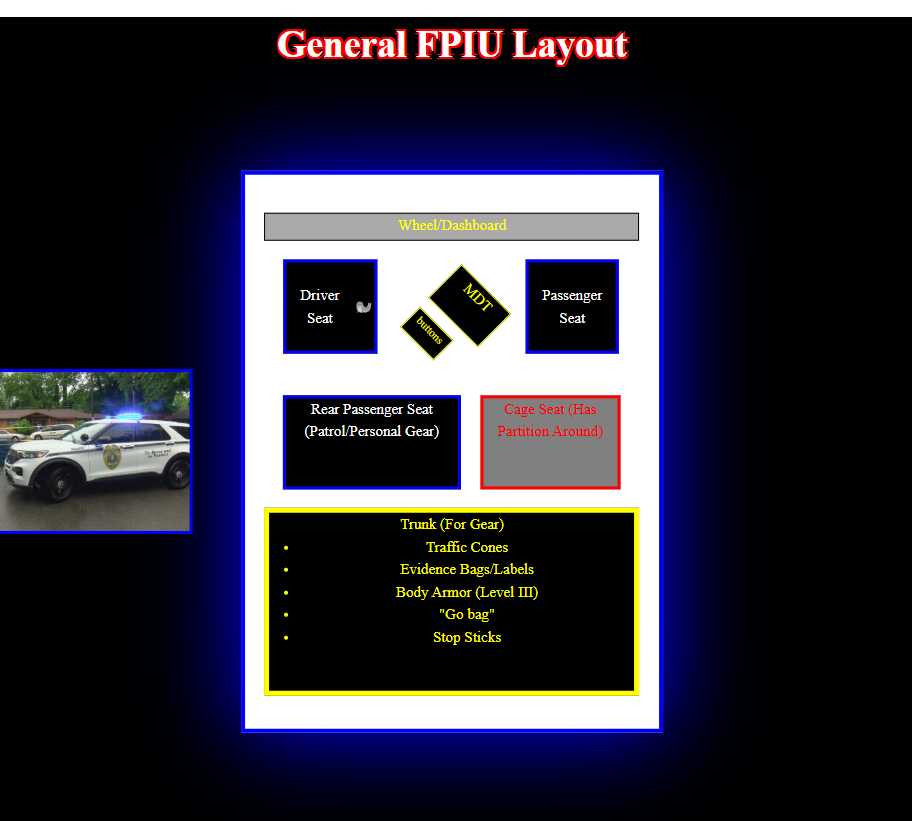 General FPIU Layout
Wheel/Dashboard
Driver
Seat
MDT
buttons
Passenger
Seat
Rear Passenger Seat
(Patrol/Personal Gear)
Cage Seat (Has
Partition Around)
Trunk (For Gear)
Traffic Cones
Evidence Bags/Labels
Body Armor (Level III)
"Go bag"
Stop Sticks